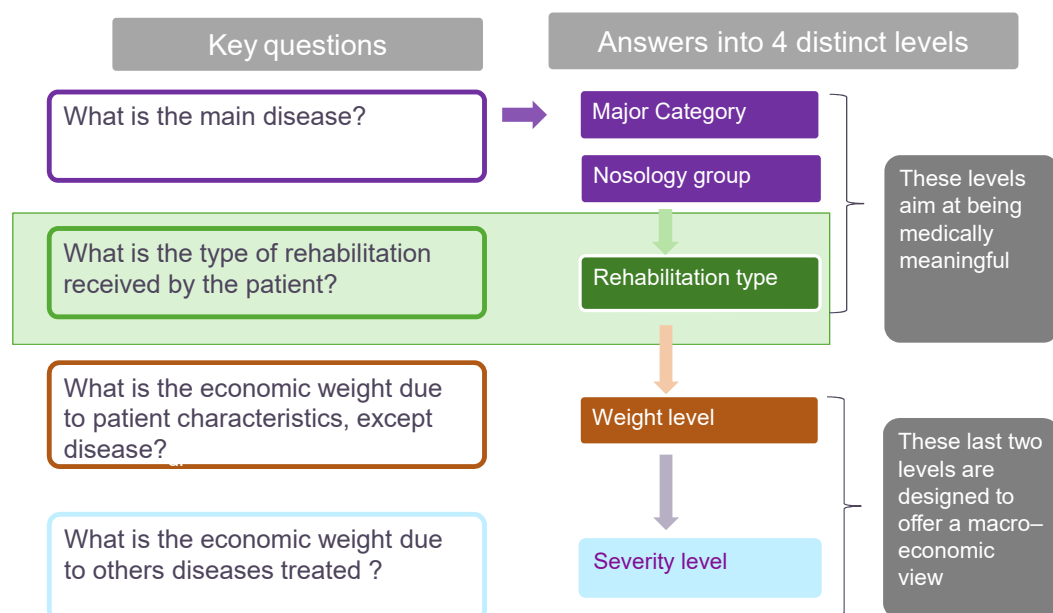 Key questions
Answers into 4 distinct levels
What is the main disease?
Major Category
Nosology group
These levels
aim at being
medically
meaningful
What is the type of rehabilitation
received by the patient?
Rehabilitation type
What is the economic weight due
to patient characteristics, except
disease?
Weight level
These last two
levels are
designed to
offer a macro–
economic
view
What is the economic weight due
to others diseases treated ?
Severity level